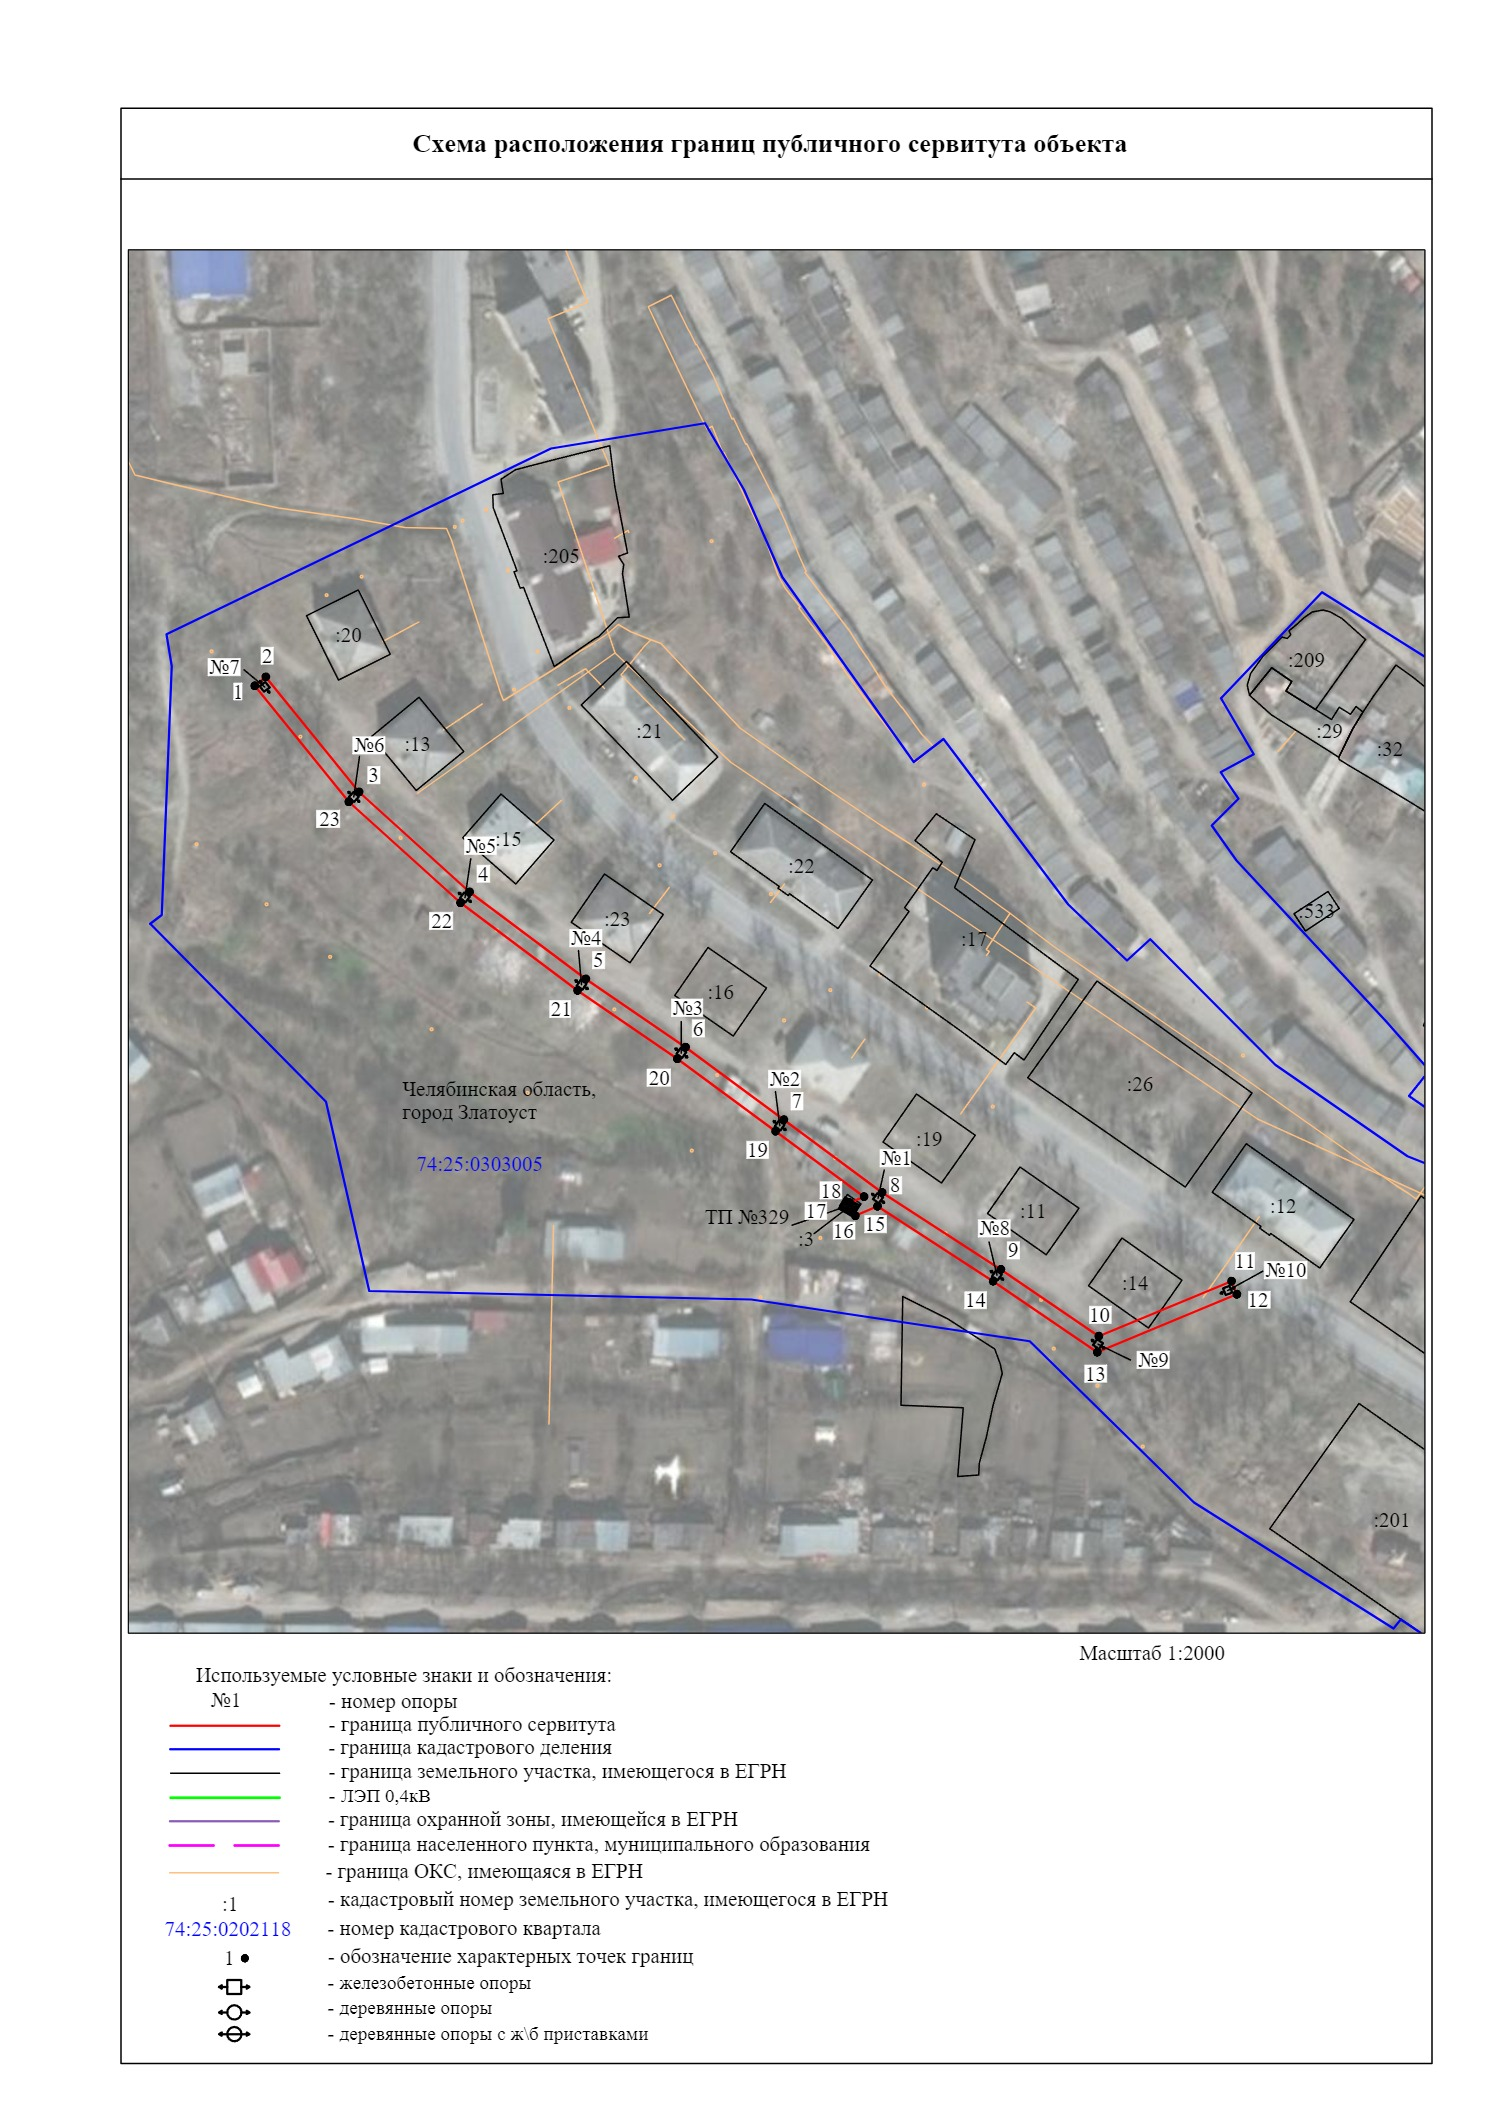 Схема расположения границ публичного сервитута объекта
:205
:20
№7
2
1
:209
:29
:32
:21
:13
№6
3
23
:15
№5
4
22
:22
:23
№4
5
21
:533
:17
:16
№3
6
20
:26
Челябинская область,
город Златоуст
№2
7
19
:19
74:25:0303005
№1
8
18
17
16
15
ТП №329
:3
:11
:12
№8
9
14
:14
11
№10
12
10
№9
13
:201
Масштаб 1:2000
Используемые условные знаки и обозначения:
№1 - номер опоры
- граница публичного сервитута
- граница кадастрового деления
- граница земельного участка, имеющегося в ЕГРН
- ЛЭП 0,4кВ
- граница охранной зоны, имеющейся в ЕГРН
- граница населенного пункта, муниципального образования
- граница ОКС, имеющаяся в ЕГРН
:1 - кадастровый номер земельного участка, имеющегося в ЕГРН
74:25:0202118 - номер кадастрового квартала
1 - обозначение характерных точек границ
- железобетонные опоры
- деревянные опоры
- деревянные опоры с ж\б приставками